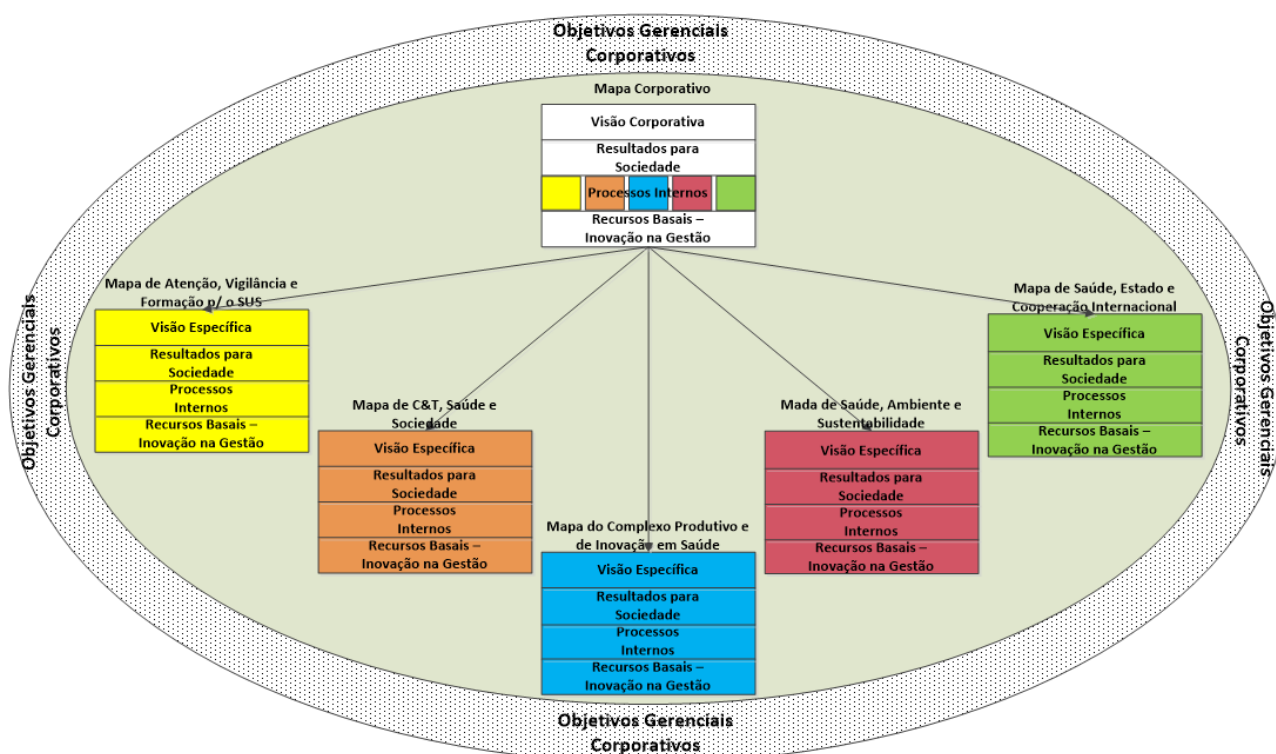 Objetivos Gerenciais
Corporativos
Mapa Corporativo
Visão Corporativa
Resultados para
Sociedade
Processos Internos
Recursos Basais –
Inovação na Gestão
Objetivos Gerenciais
Corporativos
Mapa de Atenção, Vigilância e
Formação p/ o SUS
Visão Específica
Resultados para
Sociedade
Processos
Internos
Recursos Basais –
Inovação na Gestão
Mapa de C&T, Saúde e
Sociedade
Visão Específica
Resultados para
Sociedade
Processos
Internos
Recursos Basais –
Inovação na Gestão
Mapa do Complexo Produtivo e
de Inovação em Saúde
Visão Específica
Resultados para
Sociedade
Processos
Internos
Recursos Basais –
Inovação na Gestão
Mada de Saúde, Ambiente e
Sustentabilidade
Visão Específica
Resultados para
Sociedade
Processos
Internos
Recursos Basais –
Inovação na Gestão
Mapa de Saúde, Estado e
Cooperação Internacional
Visão Específica
Resultados para
Sociedade
Processos
Internos
Recursos Basais –
Inovação na Gestão
Objetivos Gerenciais
Corporativos
Objetivos Gerenciais
Corporativos